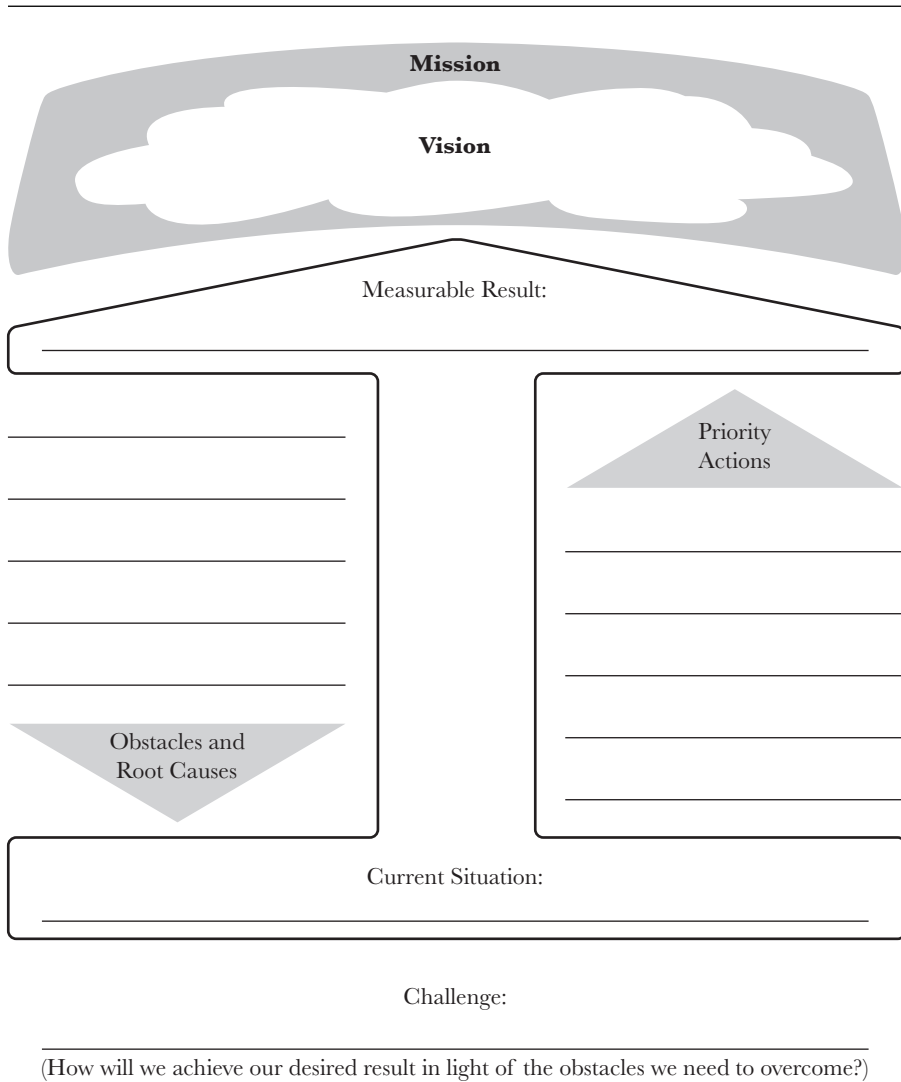 Mission
Vision
Measurable Result:
Priority
Actions
Obstacles and
Root Causes
Current Situation:
Challenge:
(How will we achieve our desired result in light of the obstacles we need to overcome?)